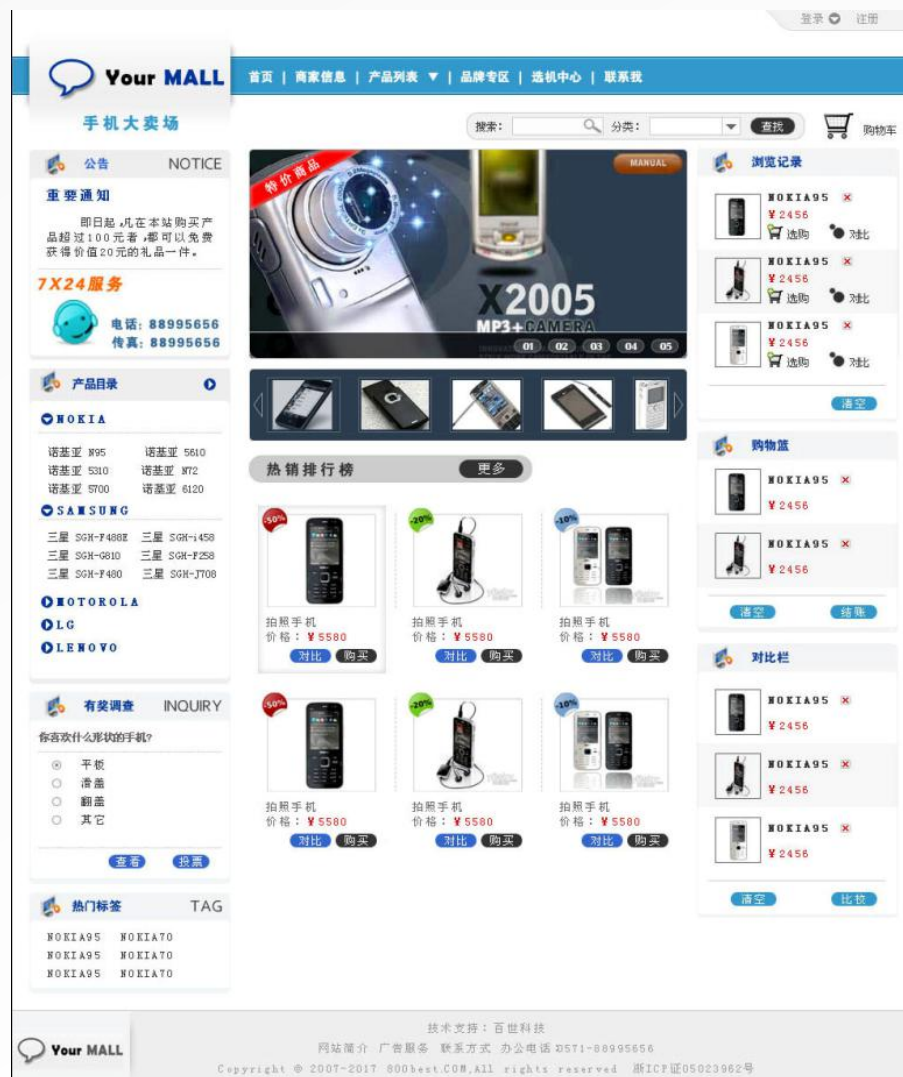 登录 注册
Your MALL
手机大卖场
首页 | 商家信息 | 产品列表 ▼ | 品牌专区 | 选机中心 | 联系我
搜索： 分类： 查找 购物车
公告 NOTICE
重要通知
即日起,凡在本站购买产
品超过100元者,都可以免费
获得价值20元的礼品一件。
7X24服务
电话: 88995656
传真: 88995656
产品目录
NOKIA
诺基亚 N95 诺基亚 5610
诺基亚 5310 诺基亚 N72
诺基亚 5700 诺基亚 6120
SAMSUNG
三星 SGH-F488E 三星 SGH-i458
三星 SGH-G810 三星 SGH-F258
三星 SGH-F480 三星 SGH-J708
MOTOROLA
LG
LENOVO
有奖调查 INQUIRY
你喜欢什么形状的手机?
平板
滑盖
翻盖
其它
查看 投票
热门标签 TAG
NOKIA95 NOKIA70
NOKIA95 NOKIA70
NOKIA95 NOKIA70
特价商品
MANUAL
X2005
MP3+CAMERA
01 02 03 04 05
热销排行榜 更多
-50% -20% -10%
拍照手机 拍照手机 拍照手机
价格：¥5580 价格：¥5580 价格：¥5580
对比 购买 对比 购买 对比 购买
-50% -20% -10%
拍照手机 拍照手机 拍照手机
价格：¥5580 价格：¥5580 价格：¥5580
对比 购买 对比 购买 对比 购买
浏览记录
NOKIA95
¥2456
选购 对比
NOKIA95
¥2456
选购 对比
NOKIA95
¥2456
选购 对比
清空
购物篮
NOKIA95
¥2456
NOKIA95
¥2456
清空 结账
对比栏
NOKIA95
¥2456
NOKIA95
¥2456
NOKIA95
¥2456
清空 比较
Your MALL
技术支持：百世科技
网站简介 广告服务 联系方式 办公电话:0571-88995656
Copyright © 2007-2017 800best.COM,All rights reserved 浙ICP证05023962号